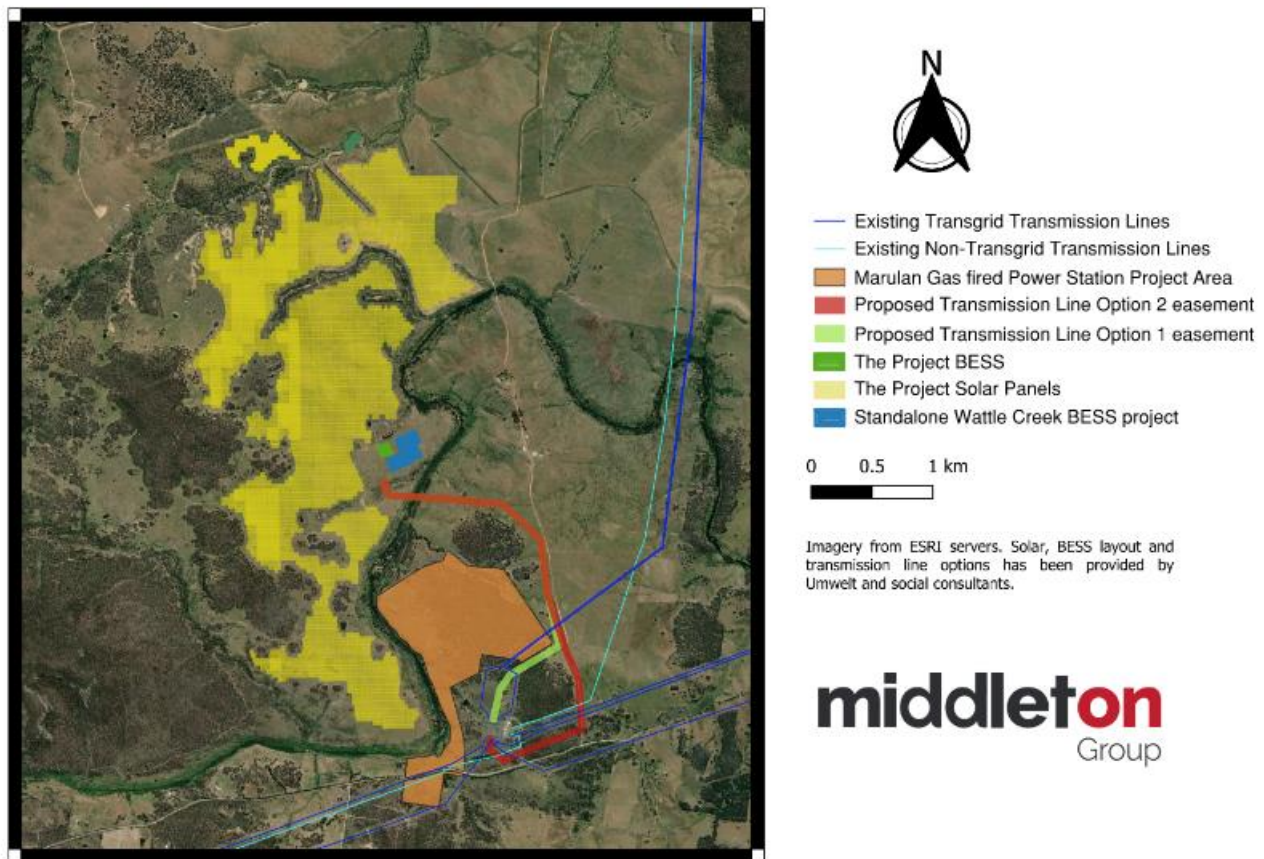 N
Existing Transgrid Transmission Lines
Existing Non-Transgrid Transmission Lines
Marulan Gas fired Power Station Project Area
Proposed Transmission Line Option 2 easement
Proposed Transmission Line Option 1 easement
The Project BESS
The Project Solar Panels
Standalone Wattle Creek BESS project
0 0.5 1 km
Imagery from ESRI servers. Solar, BESS layout and
transmission line options has been provided by
Umwelt and social consultants.
middleton
Group